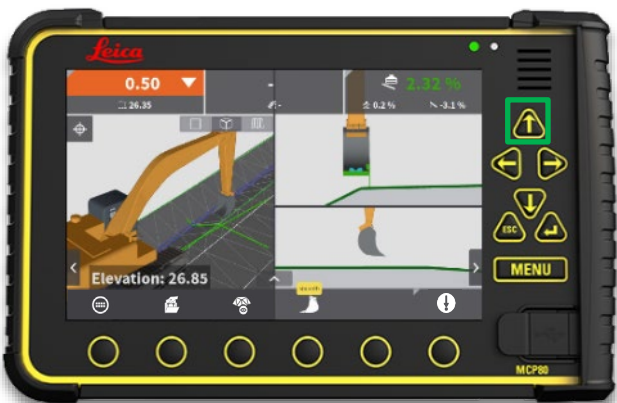 Leica
0.50
-
2.32 %
26.35
-
0.2 %
-3.1 %
Elevation: 26.85
ESC
MENU
MCP80